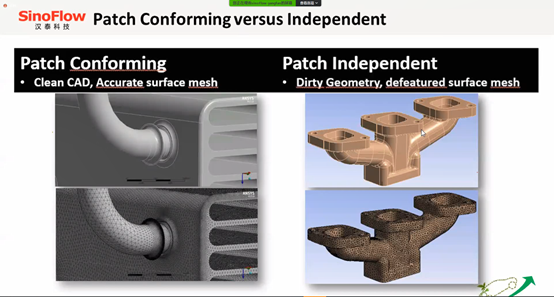 SinoFlow
汉泰科技
Patch Conforming versus Independent
Patch Conforming
• Clean CAD, Accurate surface mesh
Patch Independent
• Dirty Geometry, defeatured surface mesh